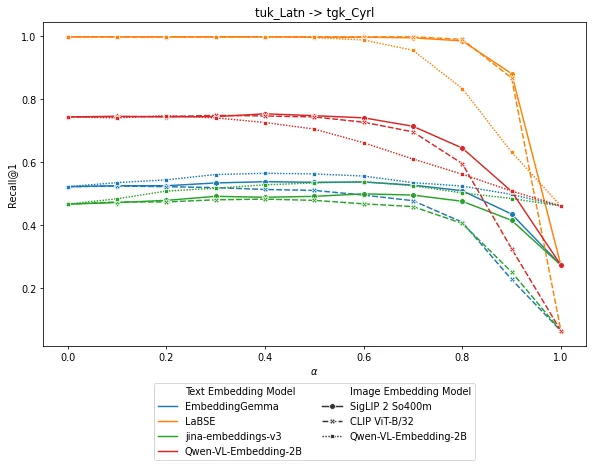 tuk_Latn -> tgk_Cyrl
Recall@1
1.0
0.8
0.6
0.4
0.2
0.0 0.2 0.4 0.6 0.8 1.0
α
Text Embedding Model
EmbeddingGemma
LaBSE
jina-embeddings-v3
Qwen-VL-Embedding-2B
Image Embedding Model
SigLIP 2 So400m
CLIP ViT-B/32
Qwen-VL-Embedding-2B